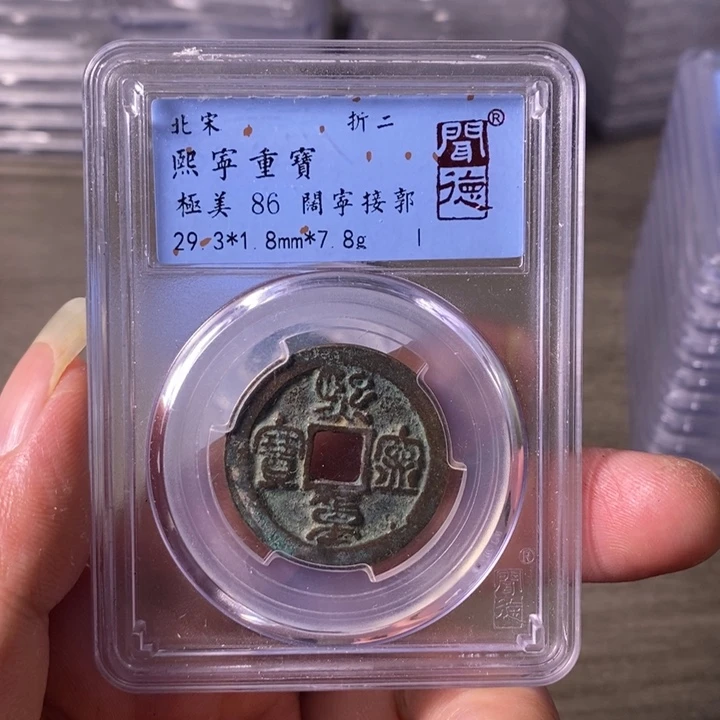 北宋 折二
熙寧重寶
極美 86 闊寧接郭
29.3*1.8mm*7.8g
聞德®
熙寧重寶
聞德®